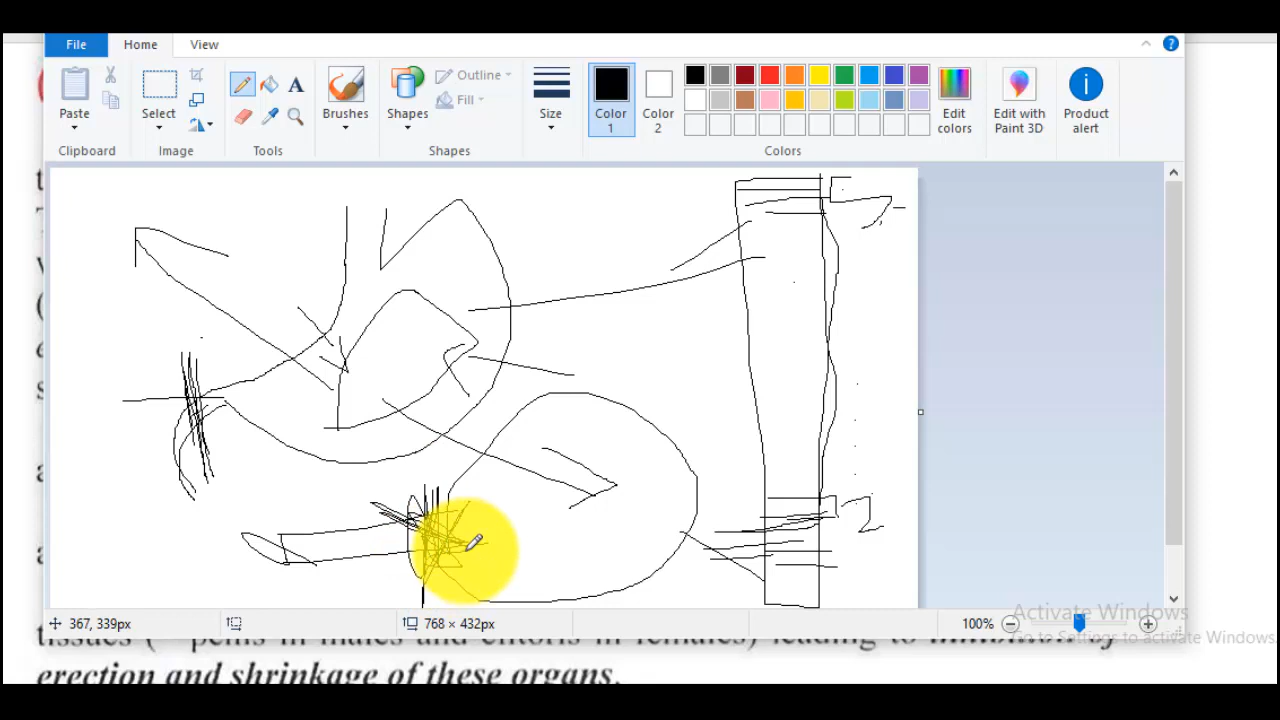 File Home View
Paste Select Brushes Shapes Outline Fill Size Color 1 Color 2 Edit colors Edit with Paint 3D Product alert
Clipboard Image Tools Shapes Colors
367, 339px 768 × 432px 100%
Activate Windows
Go to Settings to activate Windows
erection and shrinkage of these organs.